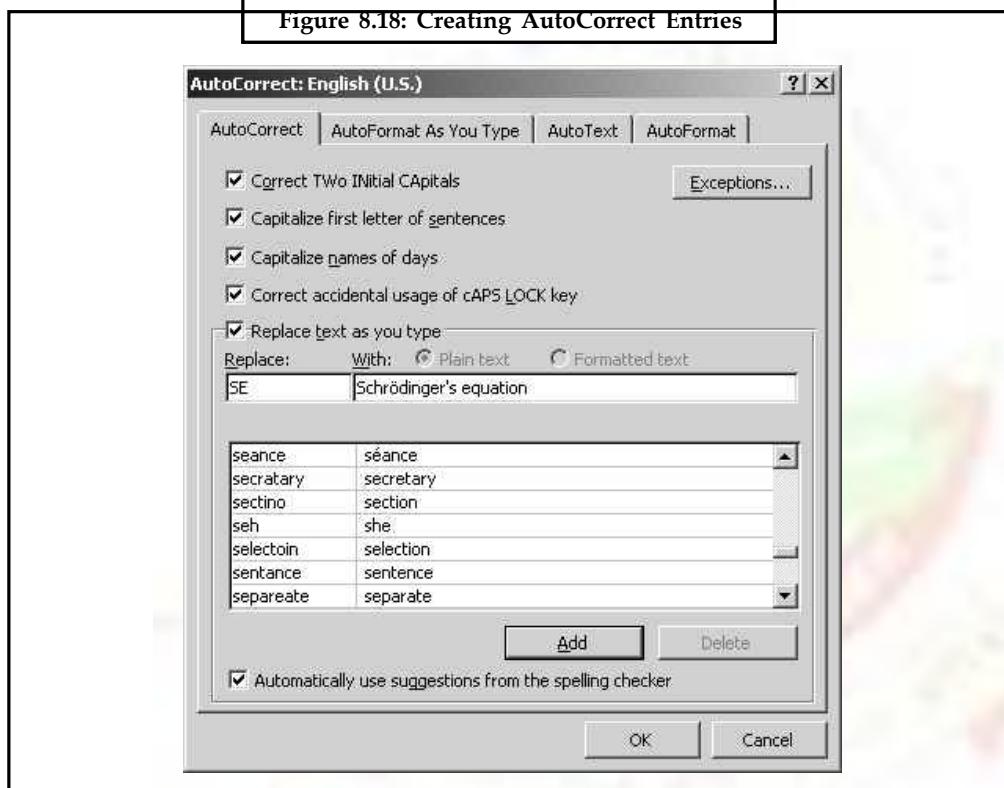 Figure 8.18: Creating AutoCorrect Entries
AutoCorrect: English (U.S.)
AutoCorrect AutoFormat As You Type AutoText AutoFormat
Correct TWo INitial CApitals Exceptions...
Capitalize first letter of sentences
Capitalize names of days
Correct accidental usage of cAPS LOCK key
Replace text as you type
Replace: With: Plain text Formatted text
SE Schrödinger's equation
seance séance
secratary secretary
sectino section
seh she
selectoin selection
sentance sentence
separeate separate
Add Delete
Automatically use suggestions from the spelling checker
OK Cancel